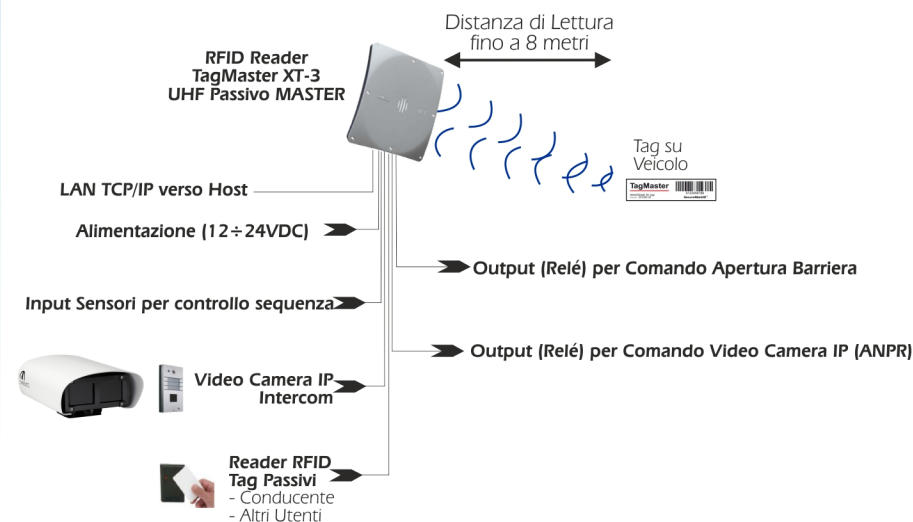 Distanza di Lettura
fino a 8 metri
RFID Reader
TagMaster XT-3
UHF Passivo MASTER
Tag su
Veicolo
TagMaster
LAN TCP/IP verso Host
Alimentazione (12÷24VDC)
Output (Relé) per Comando Apertura Barriera
Input Sensori per controllo sequenza
Output (Relé) per Comando Video Camera IP (ANPR)
Video Camera IP
Intercom
Reader RFID
Tag Passivi
- Conducente
- Altri Utenti